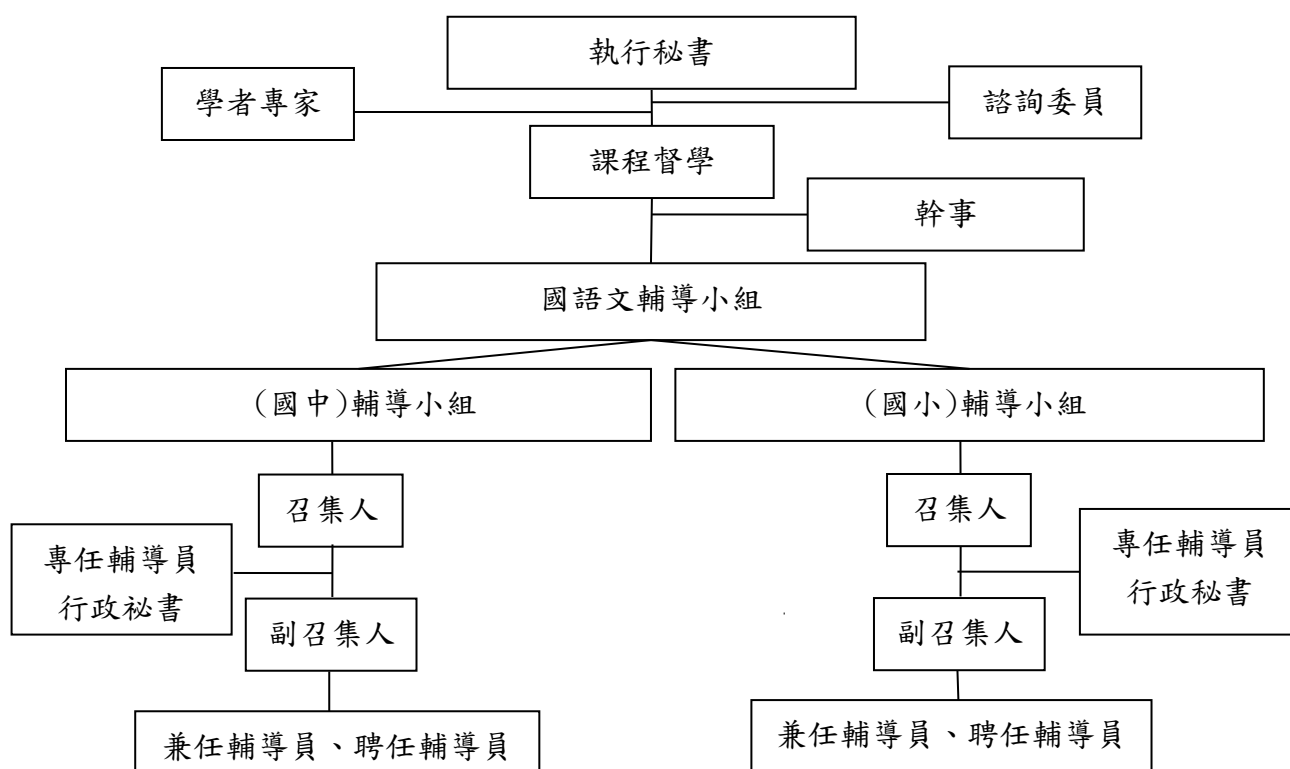 執行秘書
學者專家
諮詢委員
課程督學
幹事
國語文輔導小組
(國中)輔導小組
(國小)輔導小組
召集人
召集人
專任輔導員
行政祕書
專任輔導員
行政秘書
副召集人
副召集人
兼任輔導員、聘任輔導員
兼任輔導員、聘任輔導員